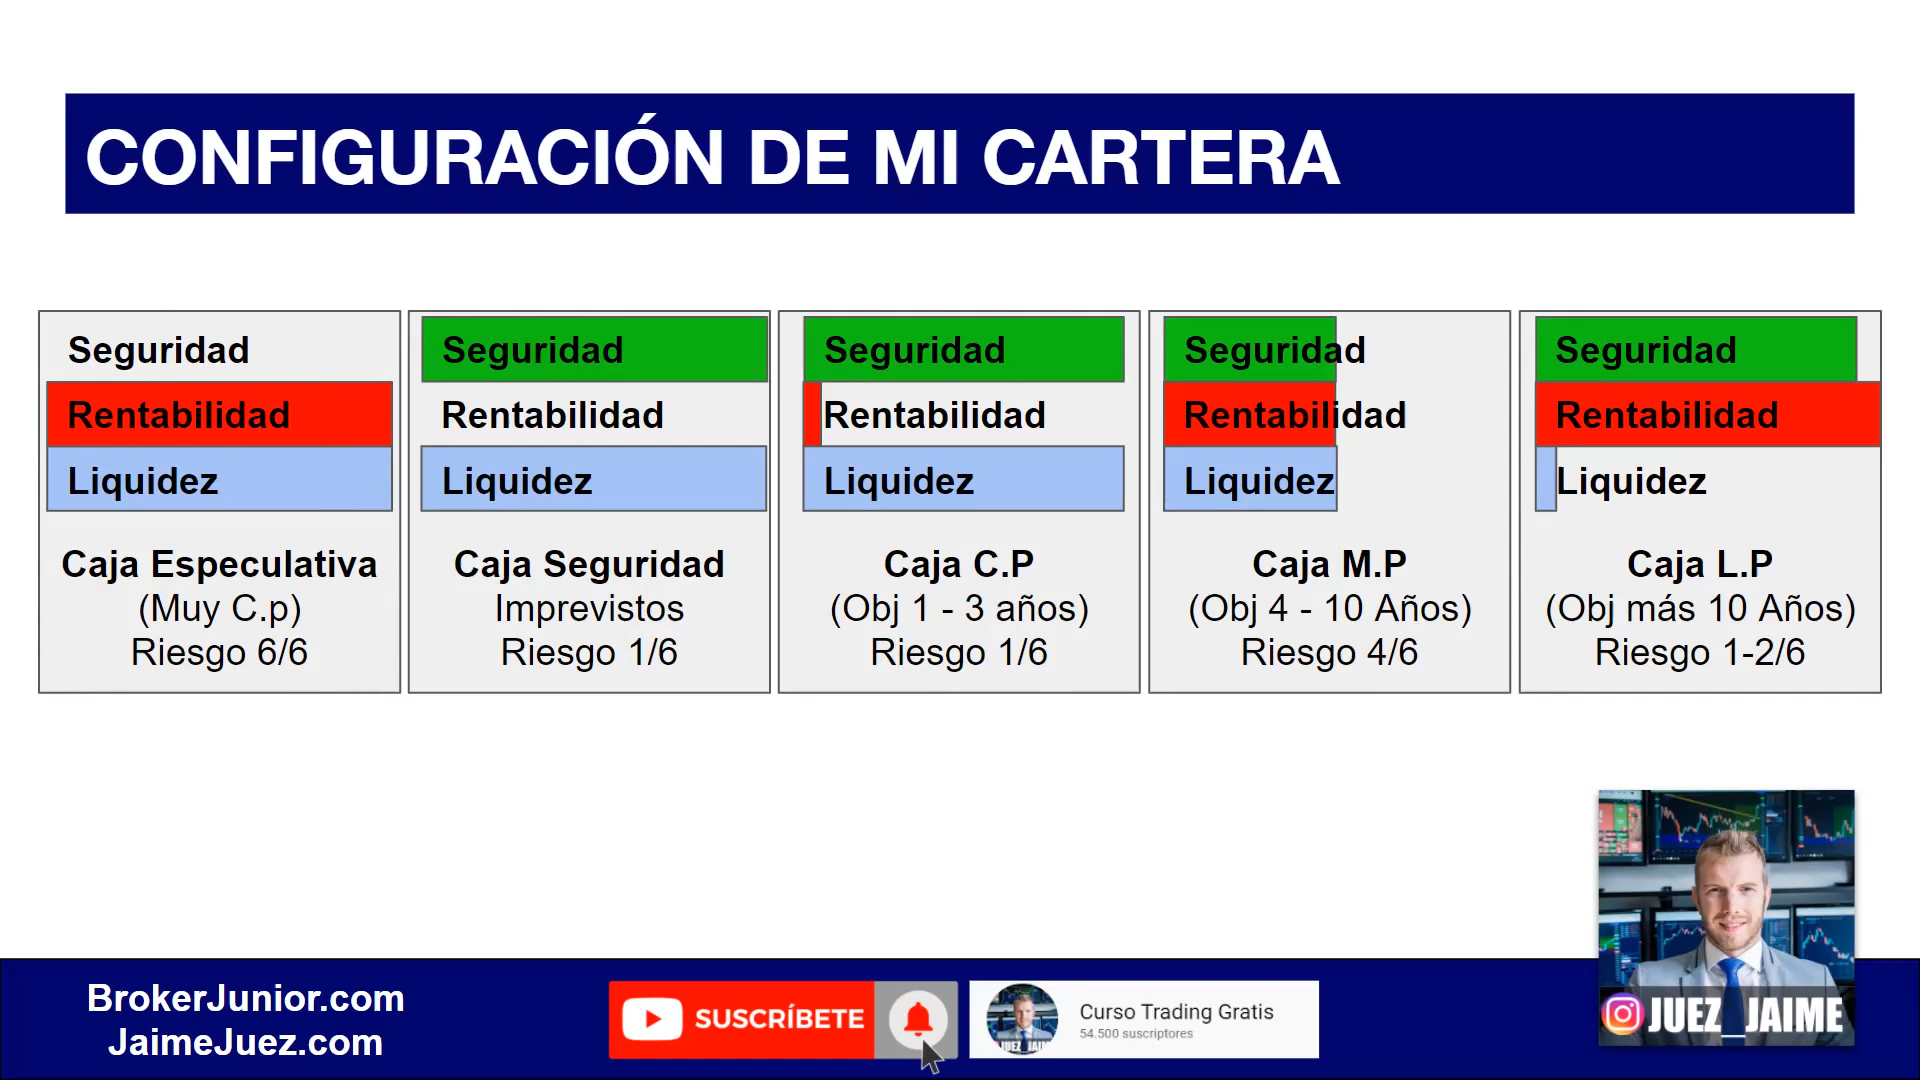 CONFIGURACIÓN DE MI CARTERA
Seguridad
Rentabilidad
Liquidez
Caja Especulativa
(Muy C.p)
Riesgo 6/6
Seguridad
Rentabilidad
Liquidez
Caja Seguridad
Imprevistos
Riesgo 1/6
Seguridad
Rentabilidad
Liquidez
Caja C.P
(Obj 1 - 3 años)
Riesgo 1/6
Seguridad
Rentabilidad
Liquidez
Caja M.P
(Obj 4 - 10 Años)
Riesgo 4/6
Seguridad
Rentabilidad
Liquidez
Caja L.P
(Obj más 10 Años)
Riesgo 1-2/6
BrokerJunior.com
JaimeJuez.com
SUSCRÍBETE
Curso Trading Gratis
54.500 suscriptores
JUEZ_JAIME